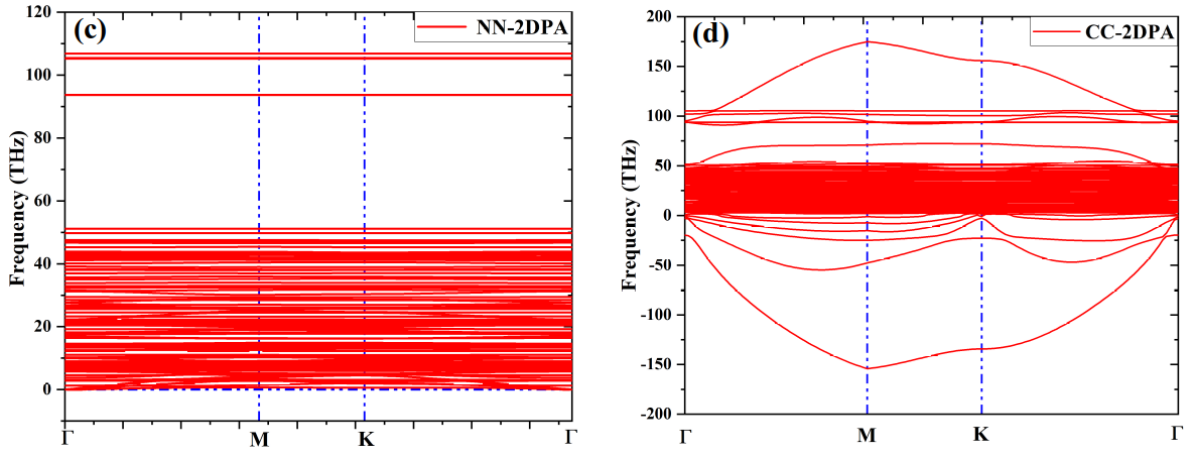 (c)
NN-2DPA
Frequency (THz)
120
100
80
60
40
20
0
Γ
M
K
Γ
(d)
CC-2DPA
Frequency (THz)
200
150
100
50
0
-50
-100
-150
-200
Γ
M
K
Γ